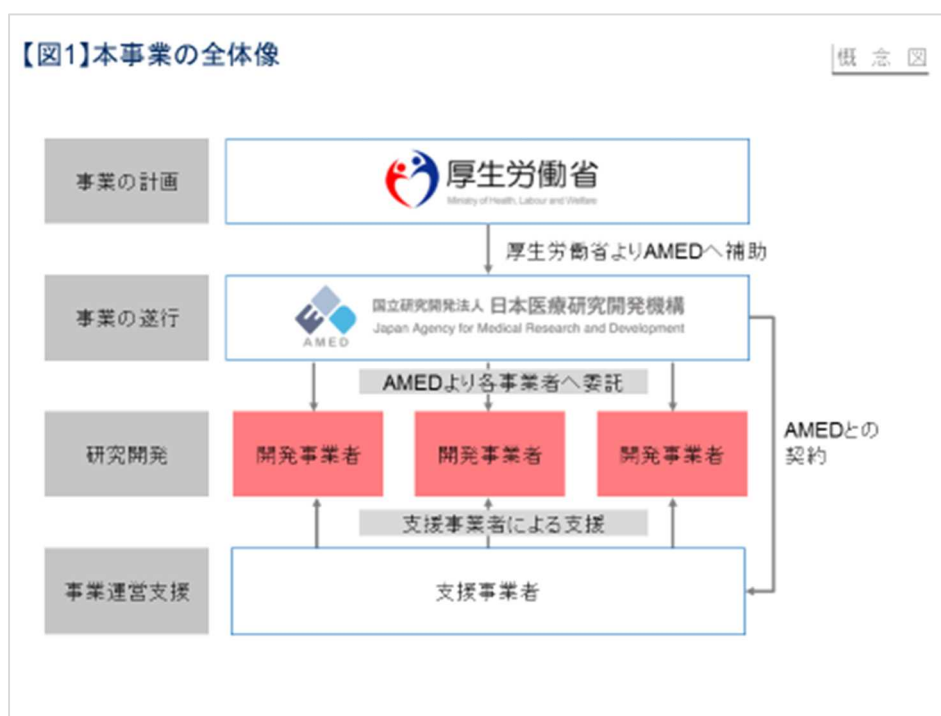 【図1】本事業の全体像
概念図
事業の計画
厚生労働省
Ministry of Health, Labour and Welfare
厚生労働省よりAMEDへ補助
事業の遂行
AMED
国立研究開発法人 日本医療研究開発機構
Japan Agency for Medical Research and Development
AMEDより各事業者へ委託
研究開発
開発事業者
開発事業者
開発事業者
AMEDとの
契約
支援事業者による支援
事業運営支援
支援事業者